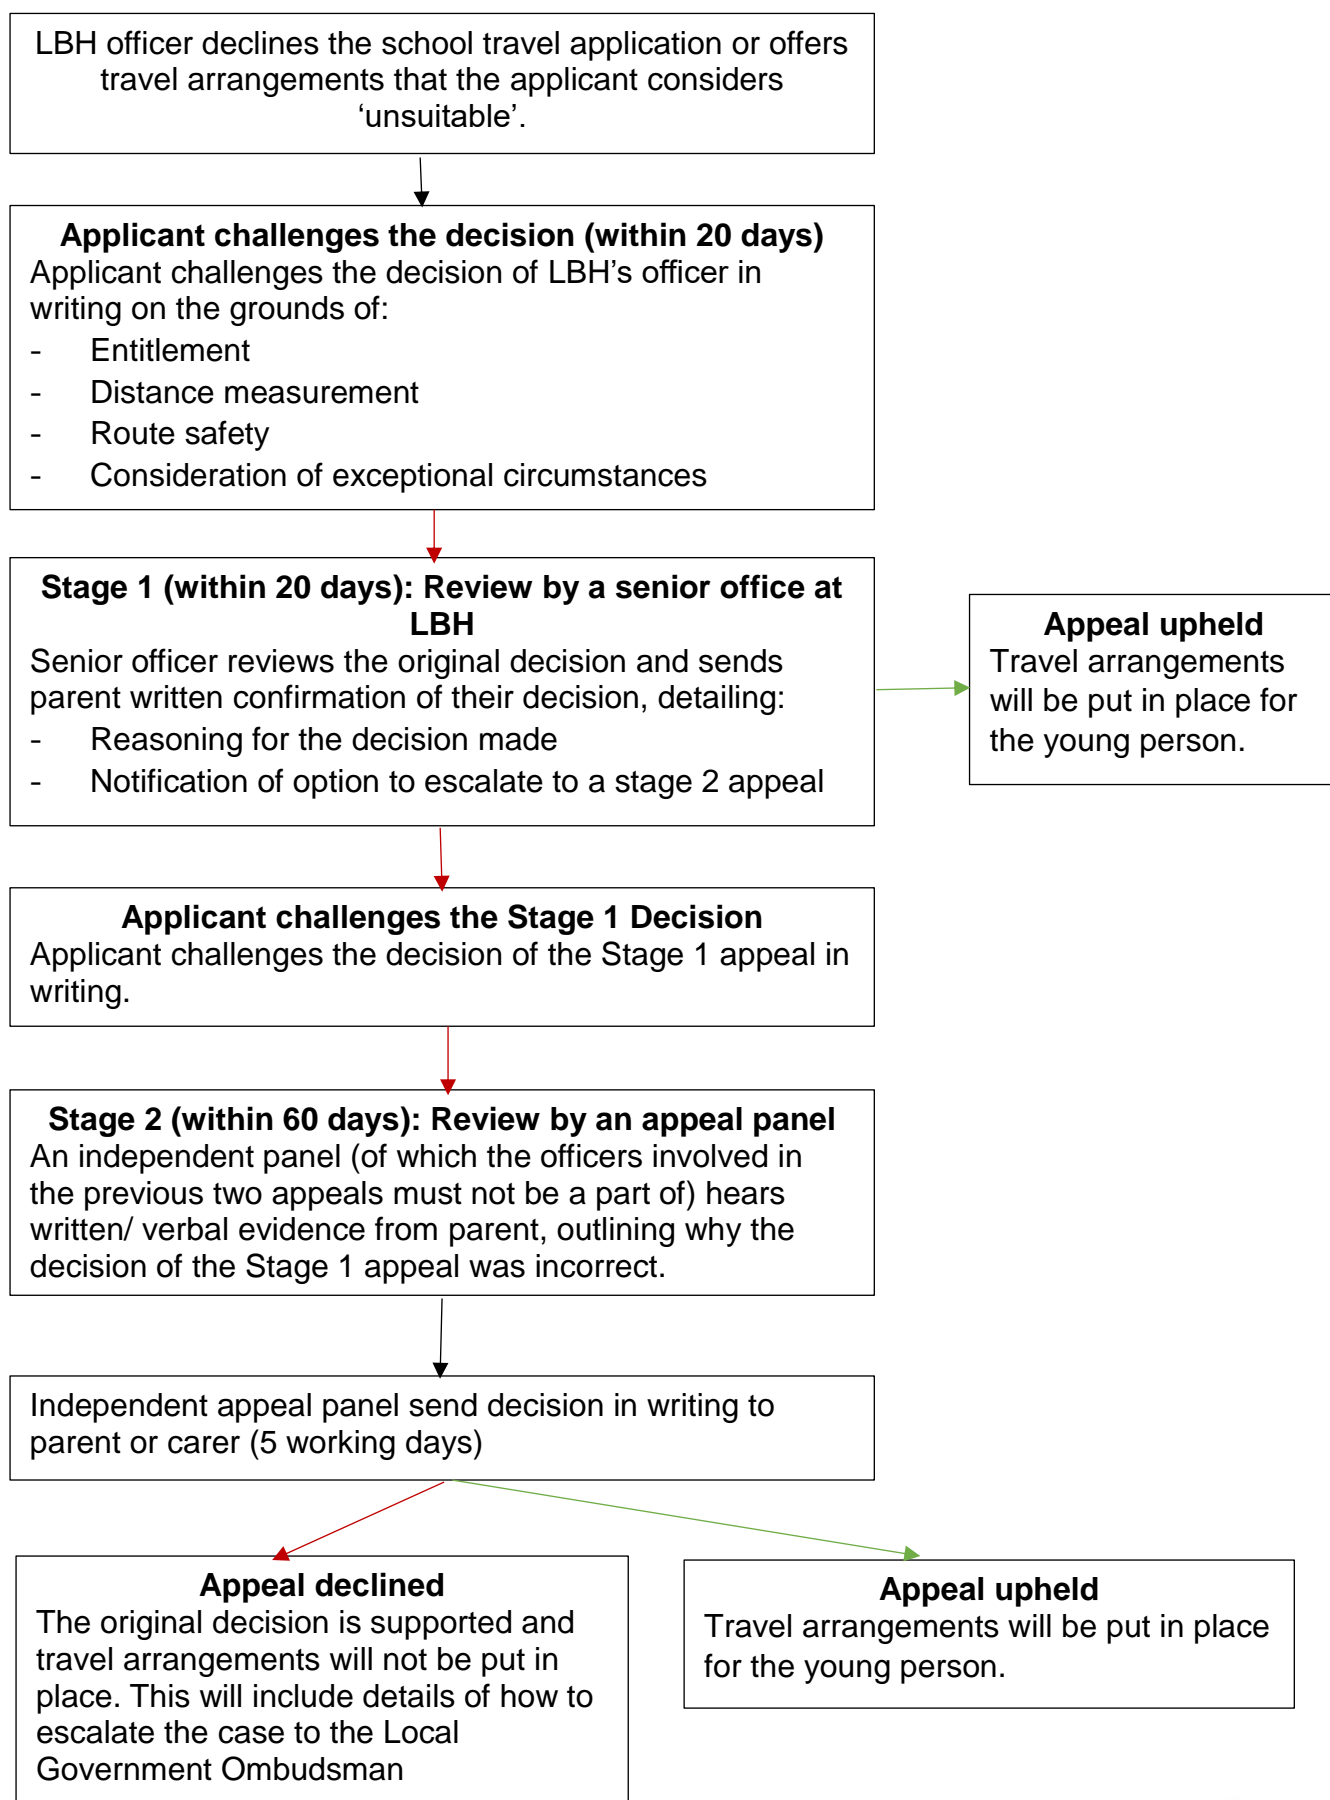 LBH officer declines the school travel application or offers
travel arrangements that the applicant considers
‘unsuitable’.
Applicant challenges the decision (within 20 days)
Applicant challenges the decision of LBH’s officer in
writing on the grounds of:
- Entitlement
- Distance measurement
- Route safety
- Consideration of exceptional circumstances
Stage 1 (within 20 days): Review by a senior office at
LBH
Senior officer reviews the original decision and sends
parent written confirmation of their decision, detailing:
- Reasoning for the decision made
- Notification of option to escalate to a stage 2 appeal
Appeal upheld
Travel arrangements
will be put in place for
the young person.
Applicant challenges the Stage 1 Decision
Applicant challenges the decision of the Stage 1 appeal in
writing.
Stage 2 (within 60 days): Review by an appeal panel
An independent panel (of which the officers involved in
the previous two appeals must not be a part of) hears
written/ verbal evidence from parent, outlining why the
decision of the Stage 1 appeal was incorrect.
Independent appeal panel send decision in writing to
parent or carer (5 working days)
Appeal declined
The original decision is supported and
travel arrangements will not be put in
place. This will include details of how to
escalate the case to the Local
Government Ombudsman
Appeal upheld
Travel arrangements will be put in place
for the young person.